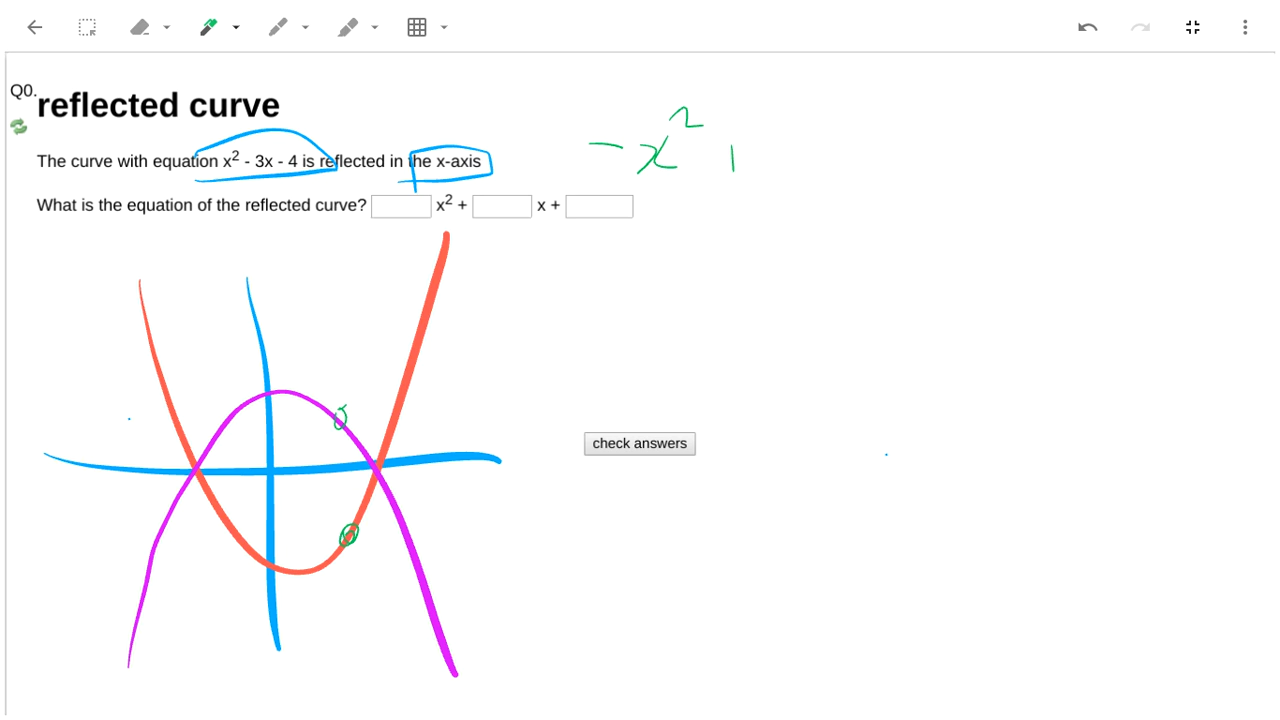 Q0.
reflected curve
The curve with equation x² - 3x - 4 is reflected in the x-axis
What is the equation of the reflected curve? x² + x +
-x²
check answers